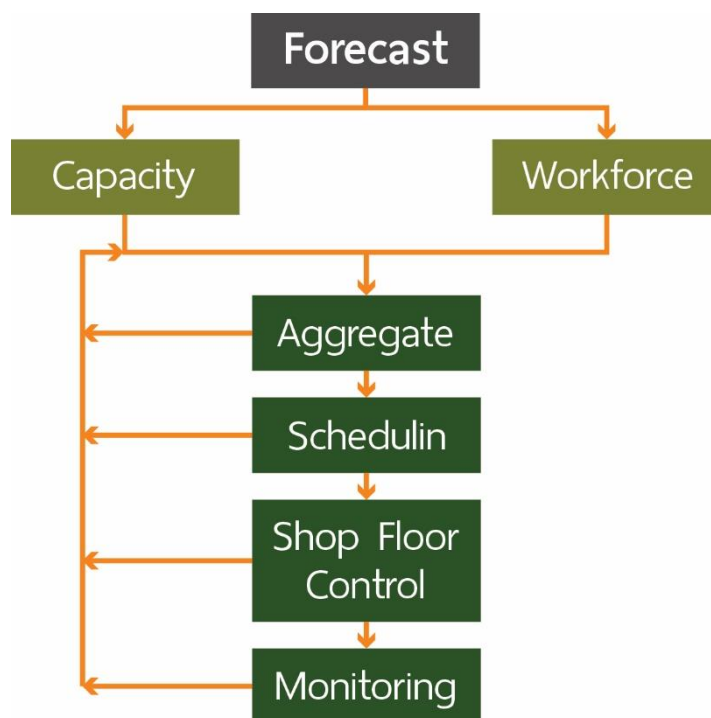 Forecast
Capacity
Workforce
Aggregate
Schedulin
Shop Floor
Control
Monitoring